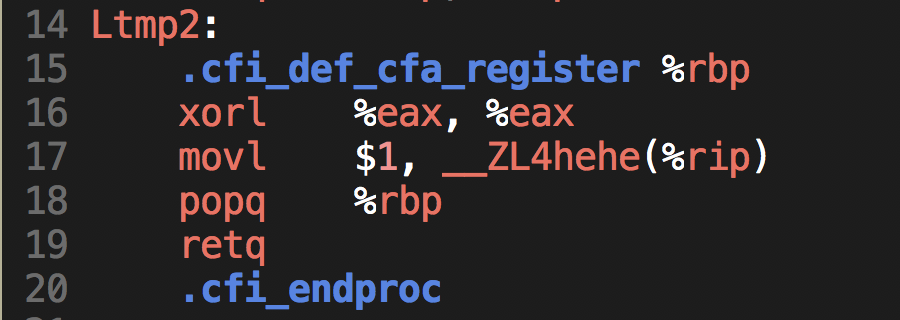 14 Ltmp2:
15     .cfi_def_cfa_register %rbp
16     xorl    %eax, %eax
17     movl    $1, __ZL4hehe(%rip)
18     popq    %rbp
19     retq
20     .cfi_endproc